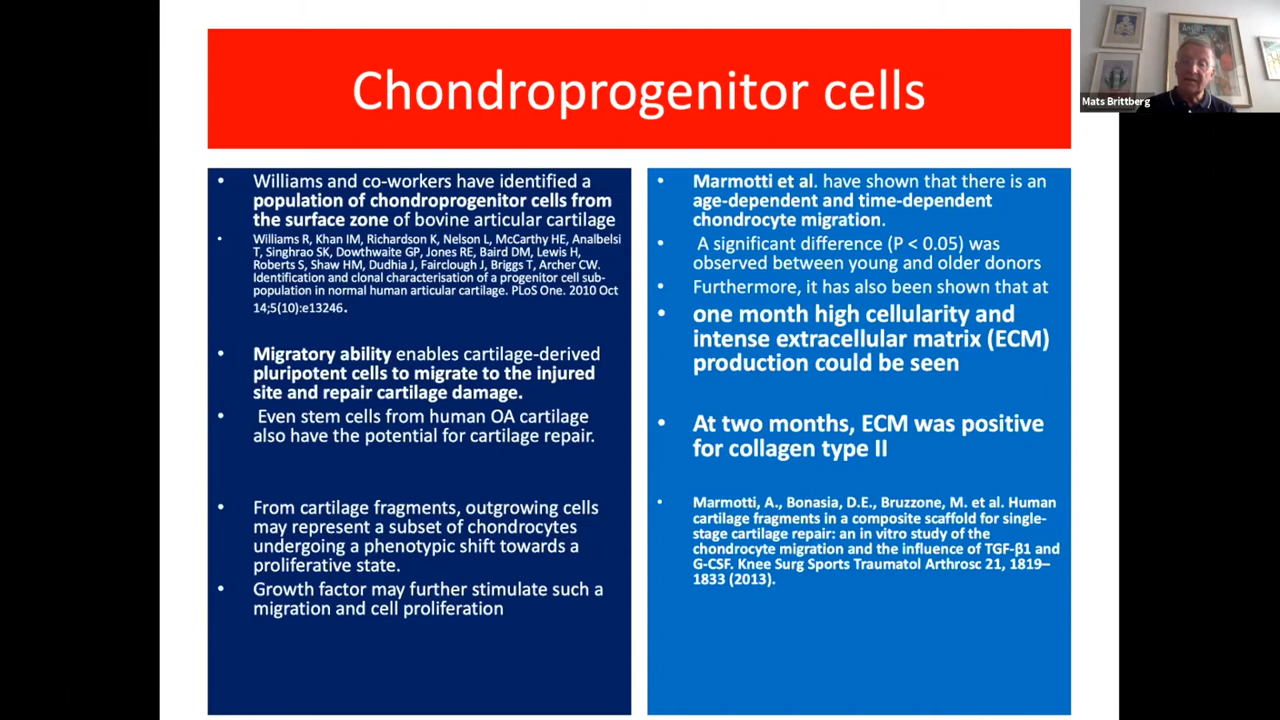 Chondroprogenitor cells
• Williams and co-workers have identified a
population of chondroprogenitor cells from
the surface zone of bovine articular cartilage
• Williams R, Khan IM, Richardson K, Nelson L, McCarthy HE, Analbelsi
T, Singhrao SK, Dowthwaite GP, Jones RE, Baird DM, Lewis H,
Roberts S, Shaw HM, Dudhia J, Fairclough J, Briggs T, Archer CW.
Identification and clonal characterisation of a progenitor cell sub-
population in normal human articular cartilage. PLoS One. 2010 Oct
14;5(10):e13246.
• Migratory ability enables cartilage-derived
pluripotent cells to migrate to the injured
site and repair cartilage damage.
• Even stem cells from human OA cartilage
also have the potential for cartilage repair.
• From cartilage fragments, outgrowing cells
may represent a subset of chondrocytes
undergoing a phenotypic shift towards a
proliferative state.
• Growth factor may further stimulate such a
migration and cell proliferation
• Marmotti et al. have shown that there is an
age-dependent and time-dependent
chondrocyte migration.
• A significant difference (P < 0.05) was
observed between young and older donors
• Furthermore, it has also been shown that at
• one month high cellularity and
intense extracellular matrix (ECM)
production could be seen
• At two months, ECM was positive
for collagen type II
• Marmotti, A., Bonasia, D.E., Bruzzone, M. et al. Human
cartilage fragments in a composite scaffold for single-
stage cartilage repair: an in vitro study of the
chondrocyte migration and the influence of TGF-β1 and
G-CSF. Knee Surg Sports Traumatol Arthrosc 21, 1819–
1833 (2013).
Mats Brittberg